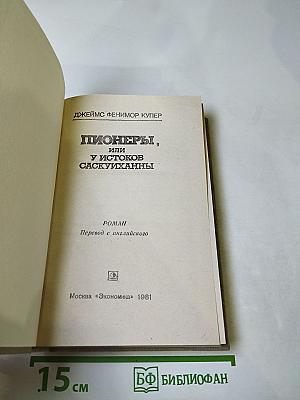 ДЖЕЙМС ФЕНИМОР КУПЕР
ПИОНЕРЫ,
ИЛИ
У ИСТОКОВ
САСКУИХАННЫ
РОМАН
Перевод с английского
Москва «Экономика» 1981
15 см
БФ БИБЛИОФАН